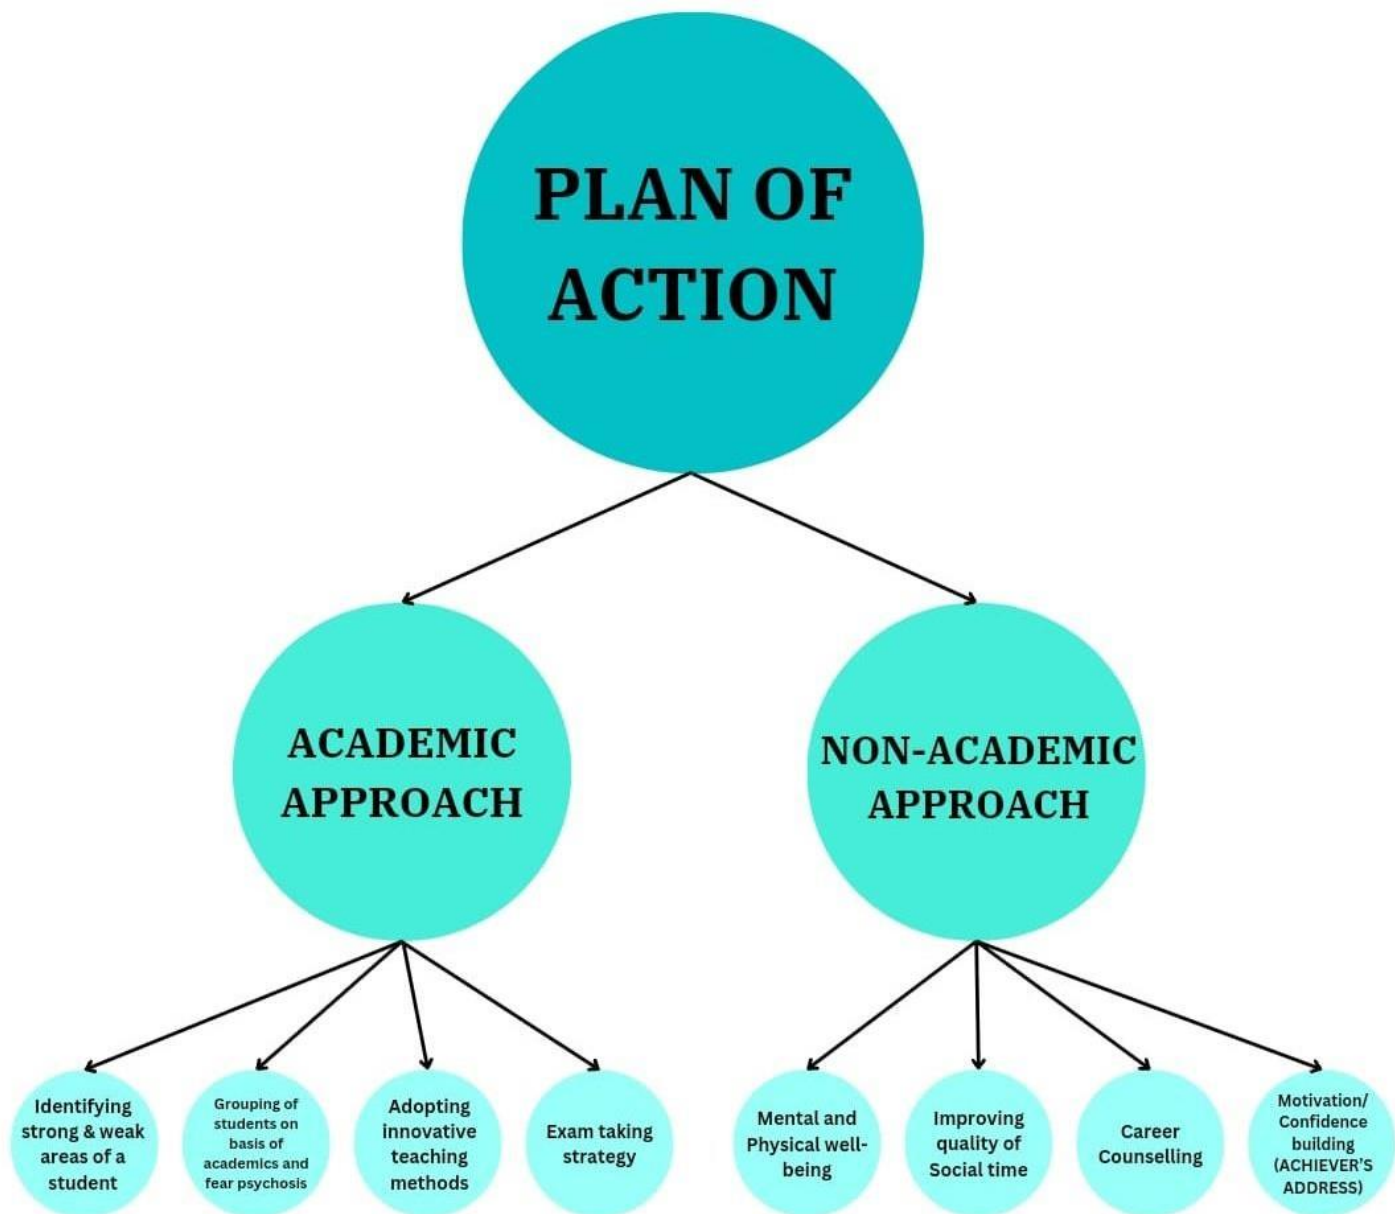 PLAN OF
ACTION
ACADEMIC
APPROACH
NON-ACADEMIC
APPROACH
Identifying
strong & weak
areas of a
student
Grouping of
students on
basis of
academics and
fear psychosis
Adopting
innovative
teaching
methods
Exam taking
strategy
Mental and
Physical well-
being
Improving
quality of
Social time
Career
Counselling
Motivation/
Confidence
building
(ACHIEVER'S
ADDRESS)